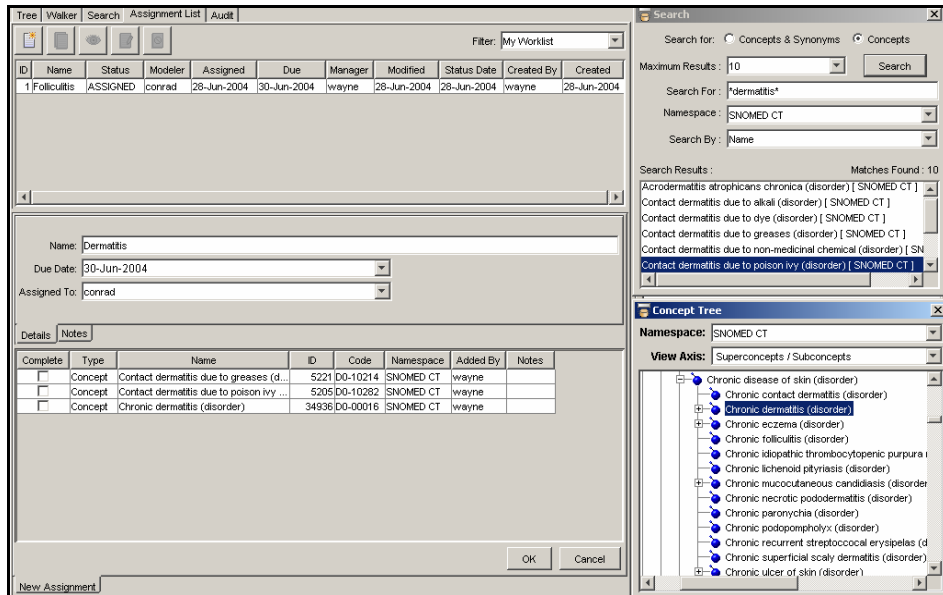 Tree Walker Search Assignment List Audit
Filter: My Worklist
ID Name Status Modeler Assigned Due Manager Modified Status Date Created By Created
1 Folliculitis ASSIGNED conrad 28-Jun-2004 30-Jun-2004 wayne 28-Jun-2004 28-Jun-2004 wayne 28-Jun-2004
Name: Dermatitis
Due Date: 30-Jun-2004
Assigned To: conrad
Details Notes
Complete Type Name ID Code Namespace Added By Notes
Concept Contact dermatitis due to greases (d... 5221 D0-10214 SNOMED CT wayne
Concept Contact dermatitis due to poison ivy ... 5205 D0-10282 SNOMED CT wayne
Concept Chronic dermatitis (disorder) 34936 D0-00016 SNOMED CT wayne
OK Cancel
New Assignment
Search
Search for: Concepts & Synonyms Concepts
Maximum Results : 10 Search
Search For : *dermatitis*
Namespace : SNOMED CT
Search By : Name
Search Results : Matches Found : 10
Acrodermatitis atrophicans chronica (disorder) [ SNOMED CT ]
Contact dermatitis due to alkali (disorder) [ SNOMED CT ]
Contact dermatitis due to dye (disorder) [ SNOMED CT ]
Contact dermatitis due to greases (disorder) [ SNOMED CT ]
Contact dermatitis due to non-medicinal chemical (disorder) [ SN
Contact dermatitis due to poison ivy (disorder) [ SNOMED CT ]
Concept Tree
Namespace: SNOMED CT
View Axis: Superconcepts / Subconcepts
Chronic disease of skin (disorder)
Chronic contact dermatitis (disorder)
Chronic dermatitis (disorder)
Chronic eczema (disorder)
Chronic folliculitis (disorder)
Chronic idiopathic thrombocytopenic purpura
Chronic lichenoid pityriasis (disorder)
Chronic mucocutaneous candidiasis (disorder
Chronic necrotic pododermatitis (disorder)
Chronic paronychia (disorder)
Chronic podopompholyx (disorder)
Chronic recurrent streptococcal erysipelas (d
Chronic superficial scaly dermatitis (disorder)
Chronic ulcer of skin (disorder)